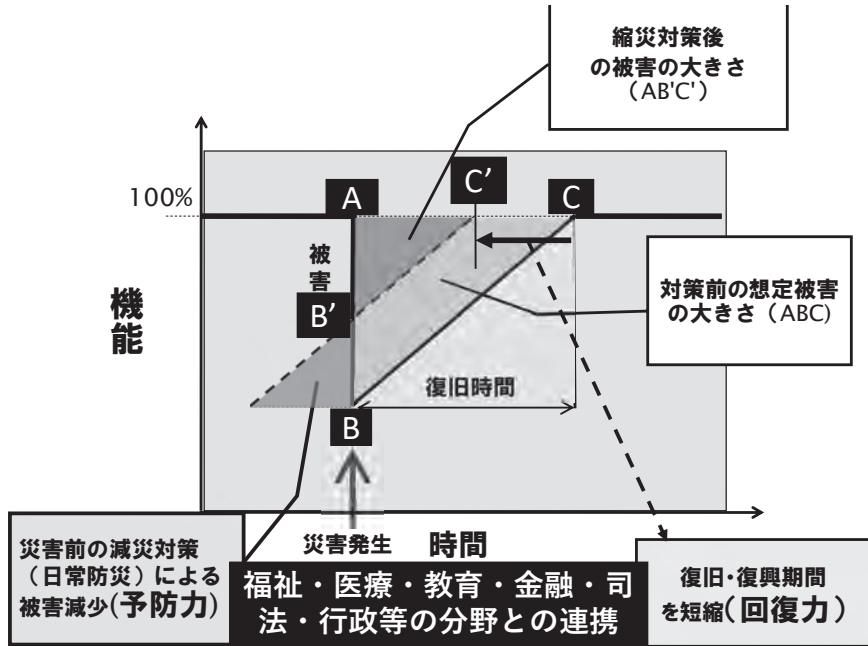 縮災対策後
の被害の大きさ
（AB'C'）
100%
A
C’
C
被
害
機
能
B’
対策前の想定被害
の大きさ（ABC)
復旧時間
B
災害発生
時間
災害前の減災対策
（日常防災）による
被害減少(予防力)
福祉・医療・教育・金融・司
法・行政等の分野との連携
復旧・復興期間
を短縮(回復力)